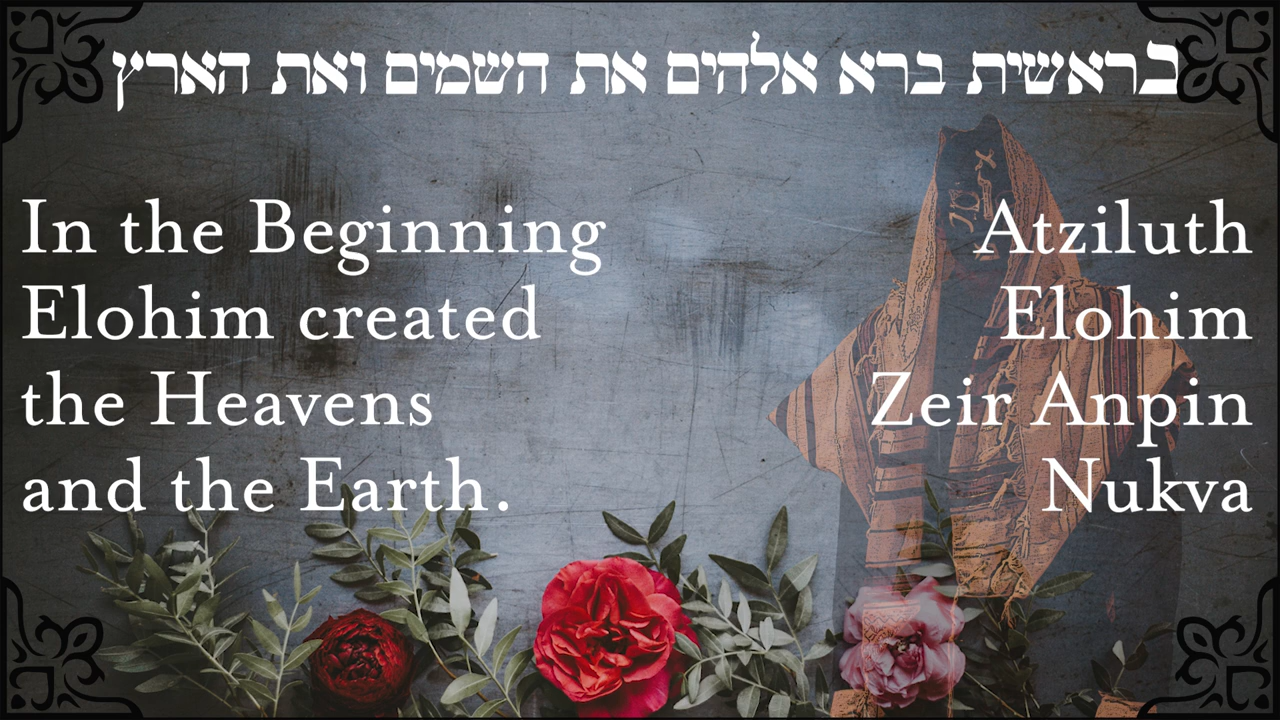 בראשית ברא אלהים את השמים ואת הארץ
In the Beginning
Elohim created
the Heavens
and the Earth.
Atziluth
Elohim
Zeir Anpin
Nukva